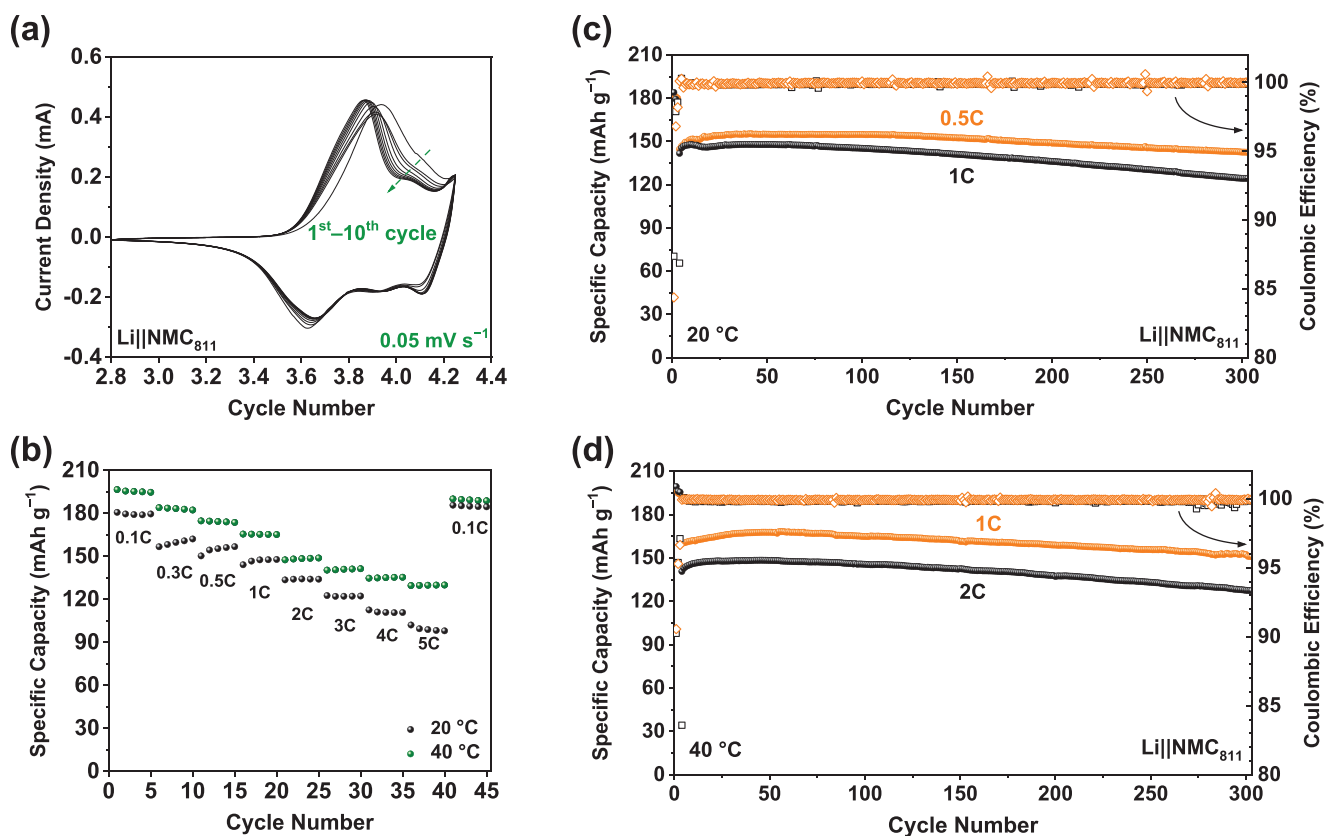 (a)
0.6
0.4
0.2
0.0
-0.2
-0.4
Current Density (mA)
1st–10th cycle
Li||NMC811
0.05 mV s−1
2.8 3.0 3.2 3.4 3.6 3.8 4.0 4.2 4.4
Cycle Number
(c)
210
180
150
120
90
60
30
0
Specific Capacity (mAh g−1)
0.5C
1C
20 °C
Li||NMC811
100
95
90
85
80
Coulombic Efficiency (%)
0 50 100 150 200 250 300
Cycle Number
(b)
210
180
150
120
90
60
30
0
Specific Capacity (mAh g−1)
0.1C
0.3C
0.5C
1C
2C
3C
4C
5C
0.1C
20 °C
40 °C
0 5 10 15 20 25 30 35 40 45
Cycle Number
(d)
210
180
150
120
90
60
30
0
Specific Capacity (mAh g−1)
1C
2C
40 °C
Li||NMC811
100
95
90
85
80
Coulombic Efficiency (%)
0 50 100 150 200 250 300
Cycle Number